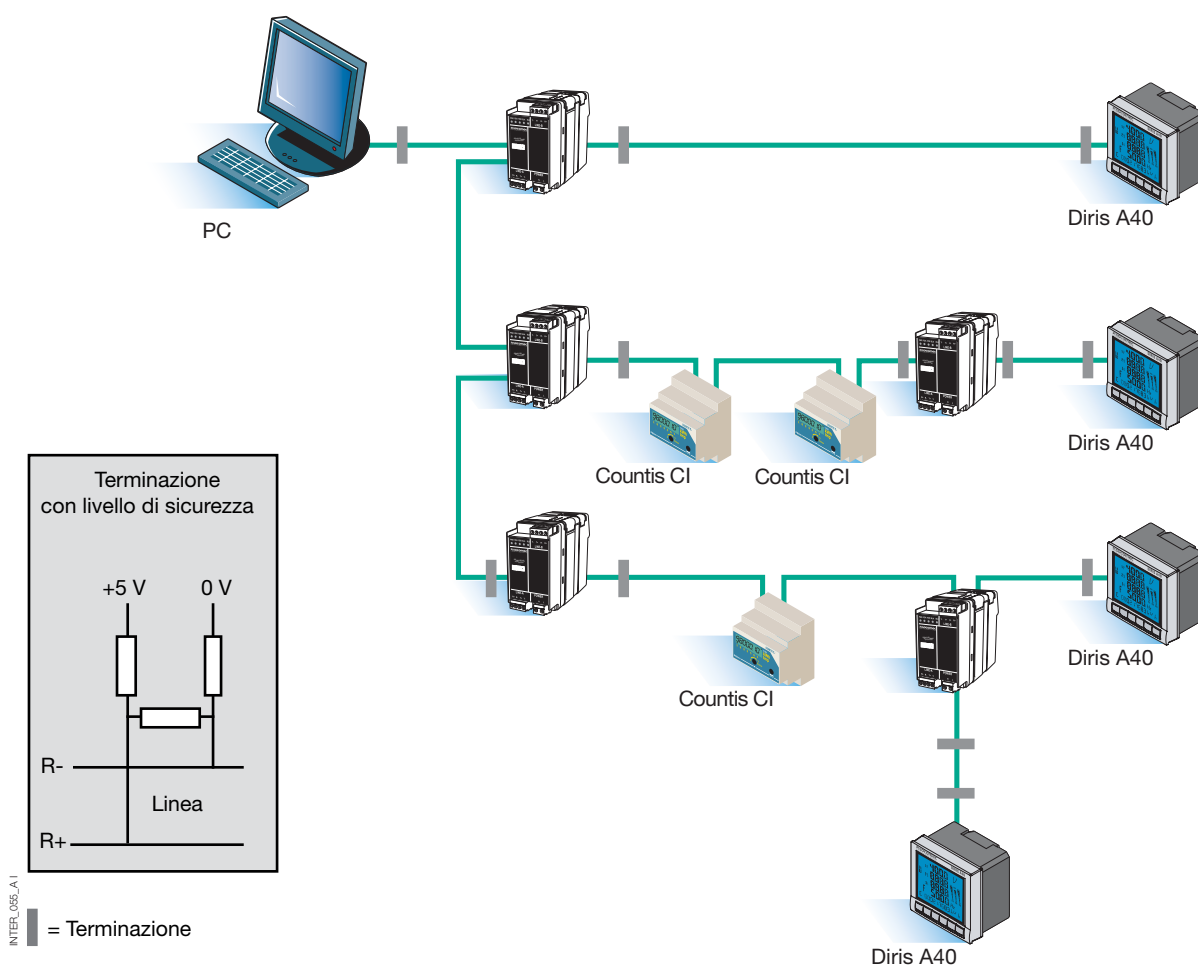 PC
Diris A40
Countis CI
Countis CI
Diris A40
Terminazione
con livello di sicurezza
+5 V
0 V
R-
Linea
R+
Countis CI
Diris A40
Diris A40
INTER_055_A I
= Terminazione